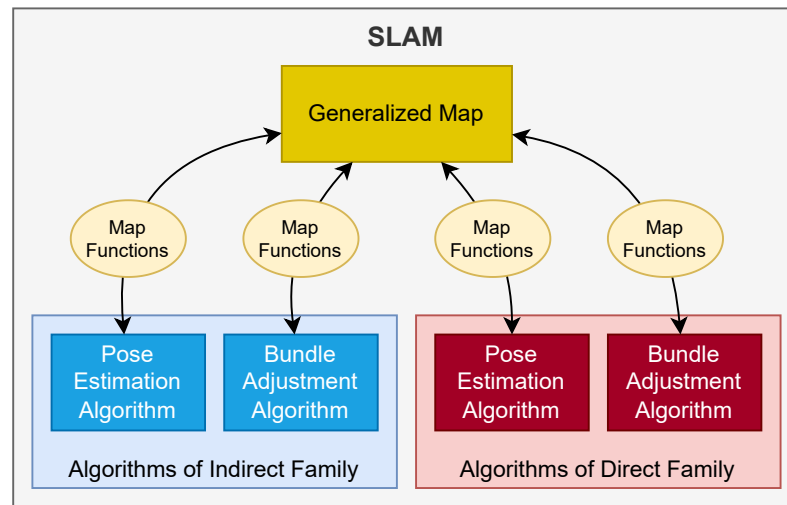 SLAM
Generalized Map
Map
Functions
Map
Functions
Map
Functions
Map
Functions
Pose
Estimation
Algorithm
Bundle
Adjustment
Algorithm
Pose
Estimation
Algorithm
Bundle
Adjustment
Algorithm
Algorithms of Indirect Family
Algorithms of Direct Family